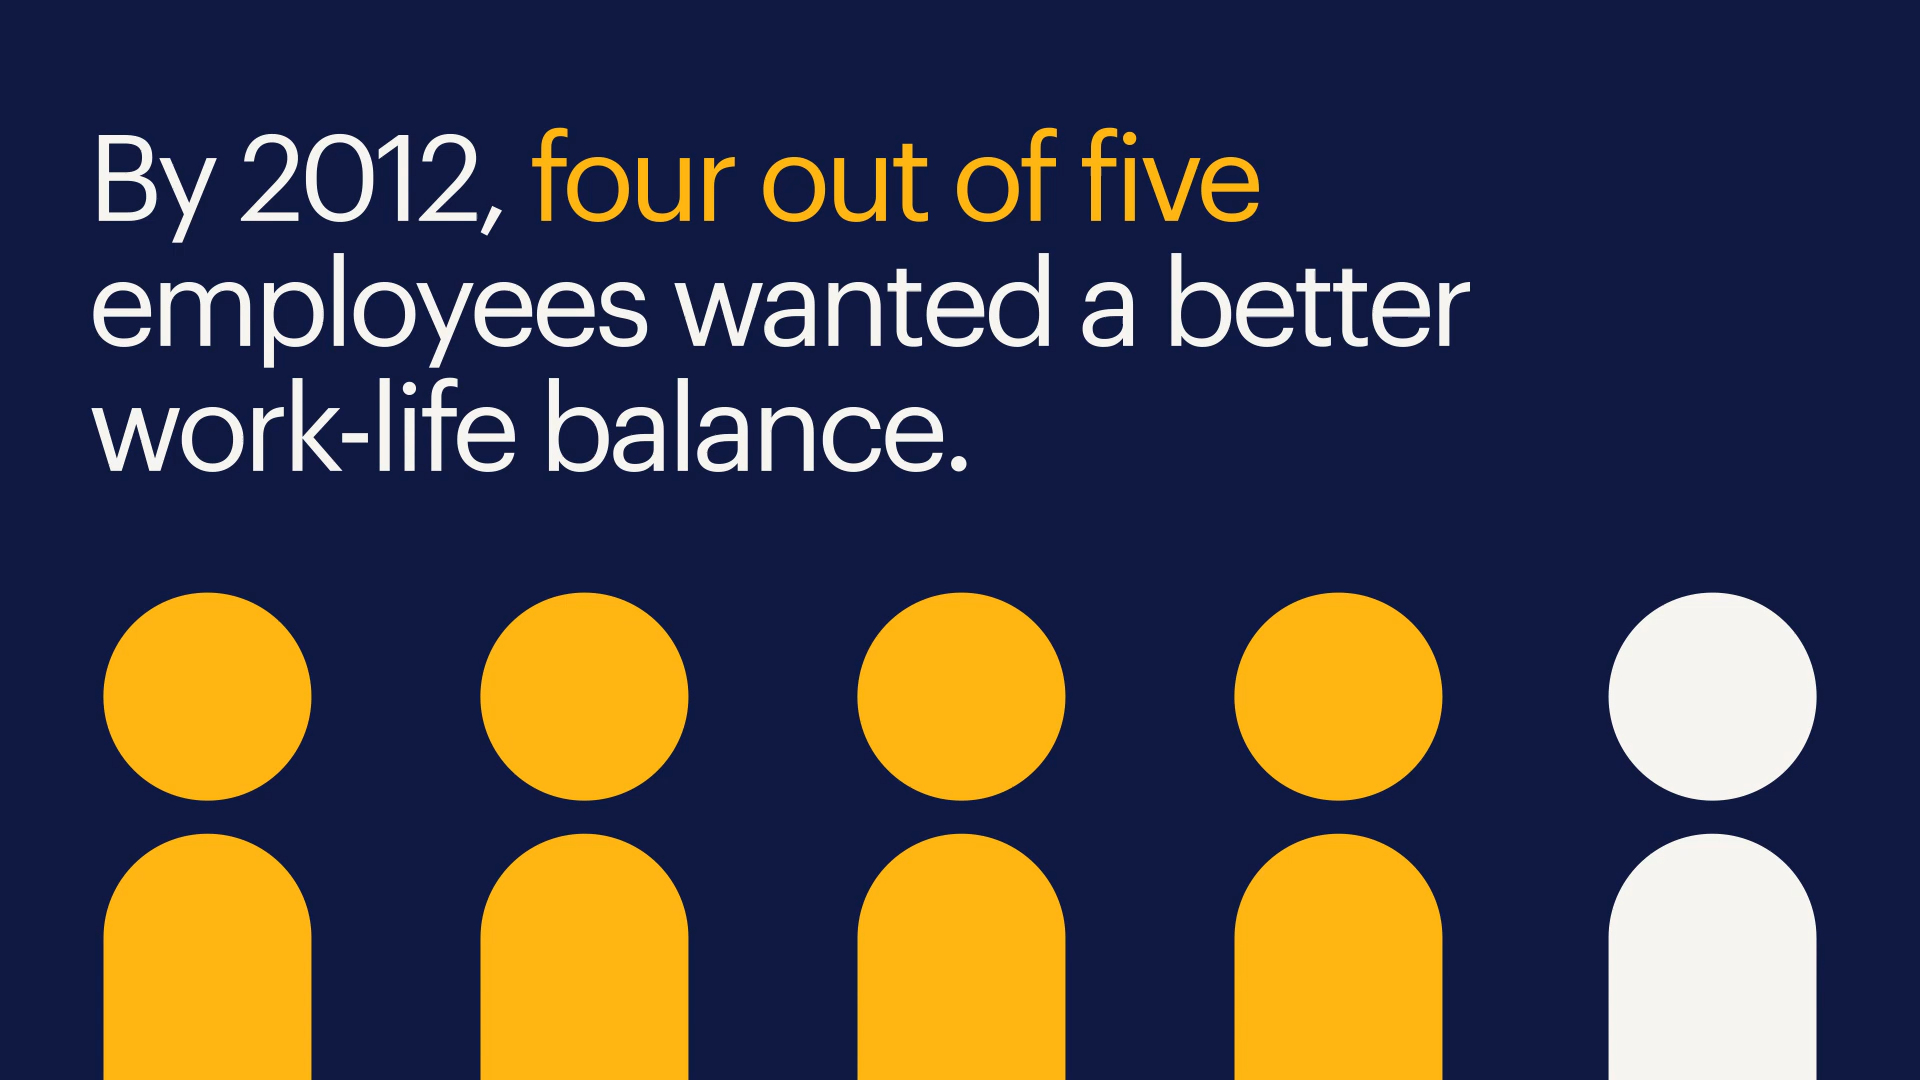 By 2012, four out of five
employees wanted a better
work-life balance.